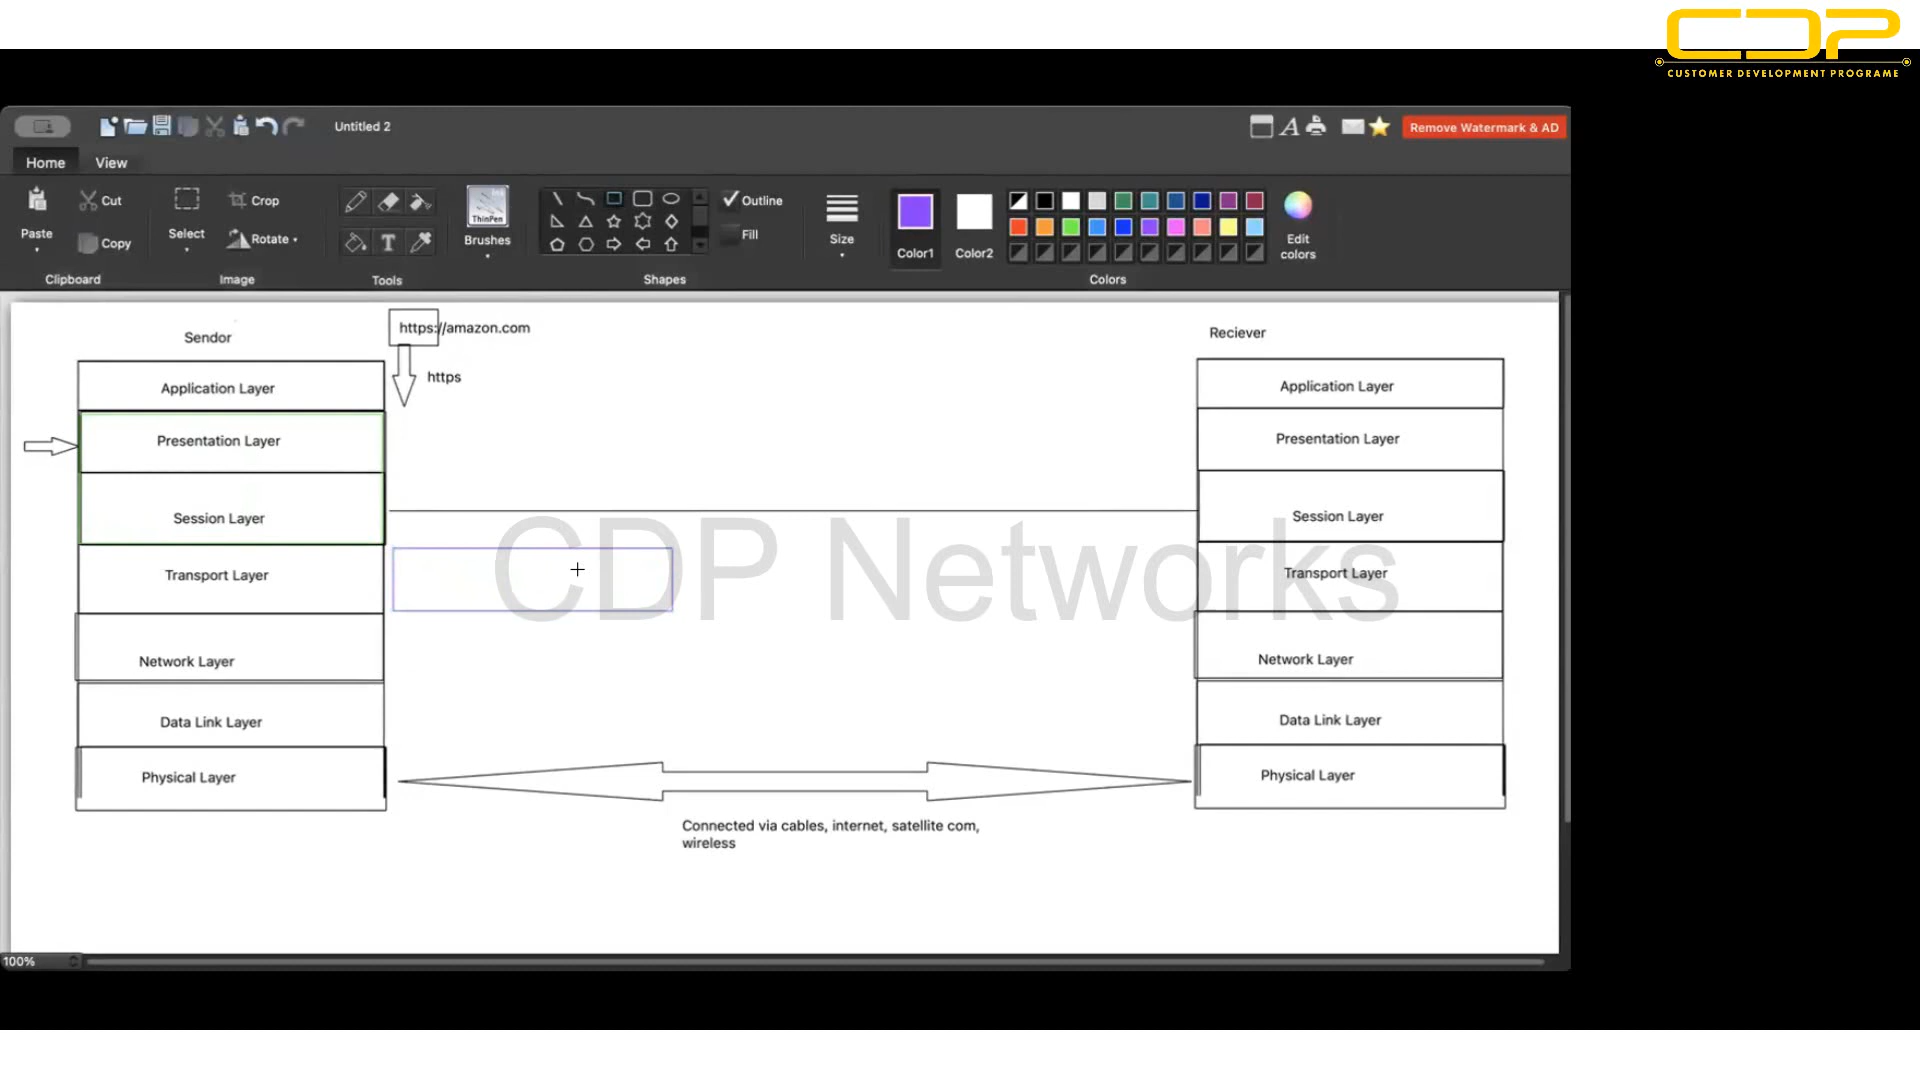 CDP
CUSTOMER DEVELOPMENT PROGRAME
Untitled 2
A
Remove Watermark & AD
Home View
Paste
Cut
Copy
Clipboard
Select
Crop
Rotate
Image
T
Tools
ThinPen
Brushes
Shapes
Outline
Fill
Size
Color1
Color2
Edit
colors
Colors
Sendor
https://amazon.com
Reciever
https
Application Layer
Presentation Layer
Session Layer
Transport Layer
Network Layer
Data Link Layer
Physical Layer
Application Layer
Presentation Layer
Session Layer
Transport Layer
Network Layer
Data Link Layer
Physical Layer
CDP Networks
Connected via cables, internet, satellite com,
wireless
100%